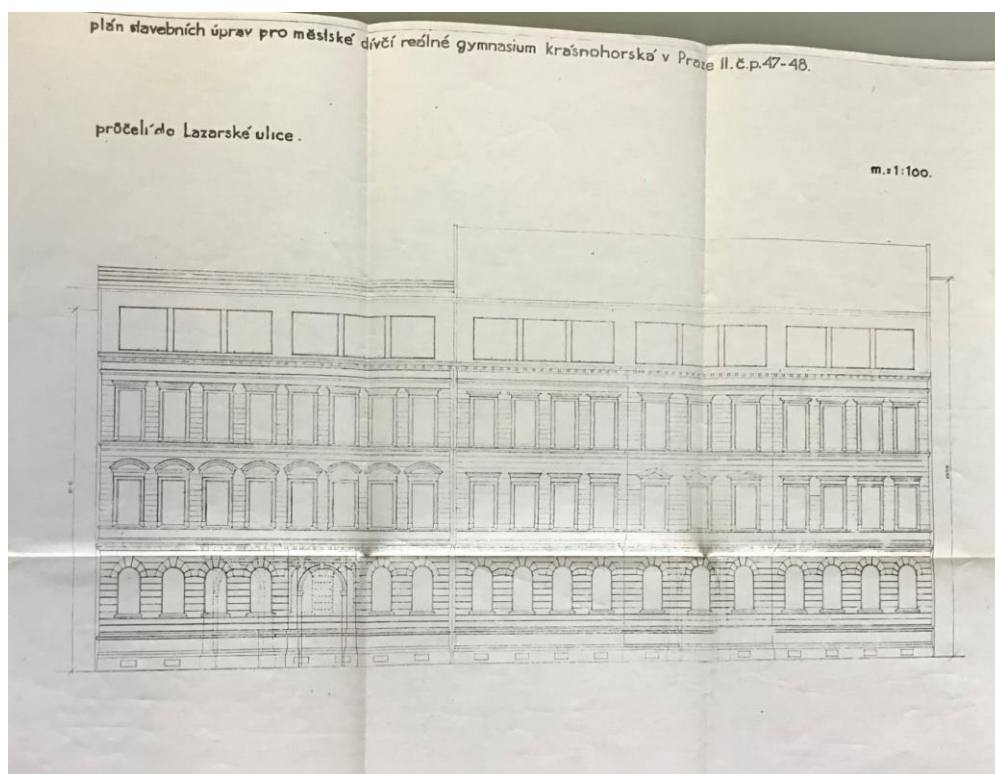 plán stavebních úprav pro městské dívčí reálné gymnasium krásnohorská v Praze II. č.p. 47-48.
průčelí do Lazarské ulice.
m.=1:100.